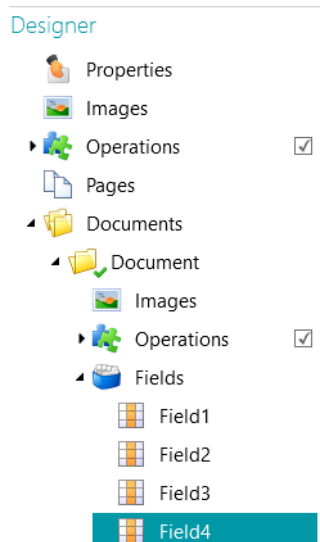 Designer
Properties
Images
Operations
Pages
Documents
Document
Images
Operations
Fields
Field1
Field2
Field3
Field4